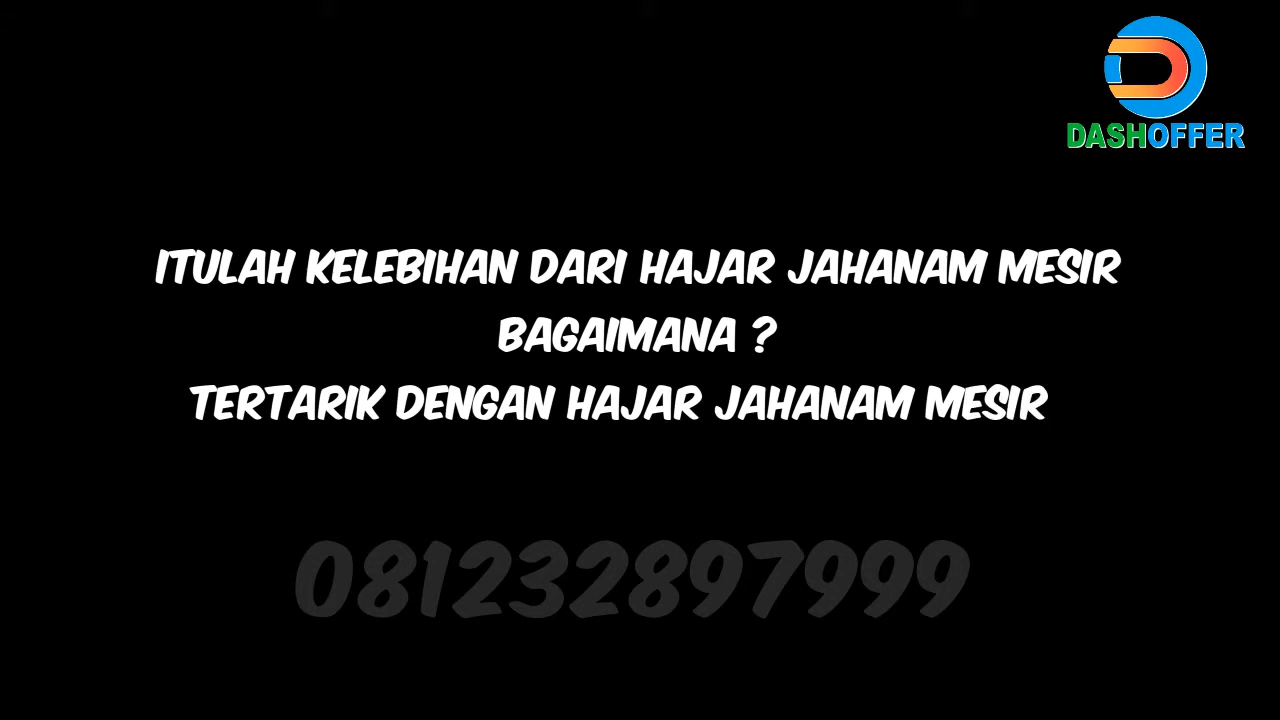 DASHOFFER
ITULAH KELEBIHAN DARI HAJAR JAHANAM MESIR
BAGAIMANA ?
TERTARIK DENGAN HAJAR JAHANAM MESIR
081232897999